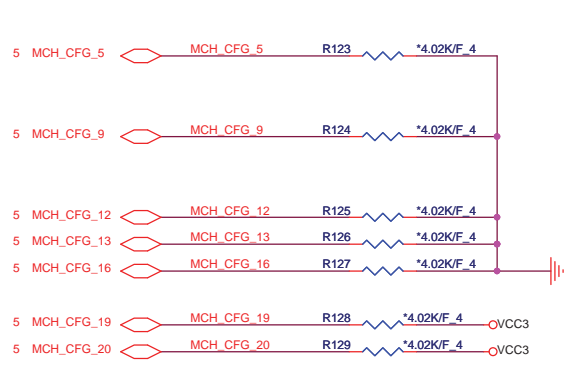 5 MCH_CFG_5 MCH_CFG_5 R123 *4.02K/F_4
5 MCH_CFG_9 MCH_CFG_9 R124 *4.02K/F_4
5 MCH_CFG_12 MCH_CFG_12 R125 *4.02K/F_4
5 MCH_CFG_13 MCH_CFG_13 R126 *4.02K/F_4
5 MCH_CFG_16 MCH_CFG_16 R127 *4.02K/F_4
5 MCH_CFG_19 MCH_CFG_19 R128 *4.02K/F_4 VCC3
5 MCH_CFG_20 MCH_CFG_20 R129 *4.02K/F_4 VCC3